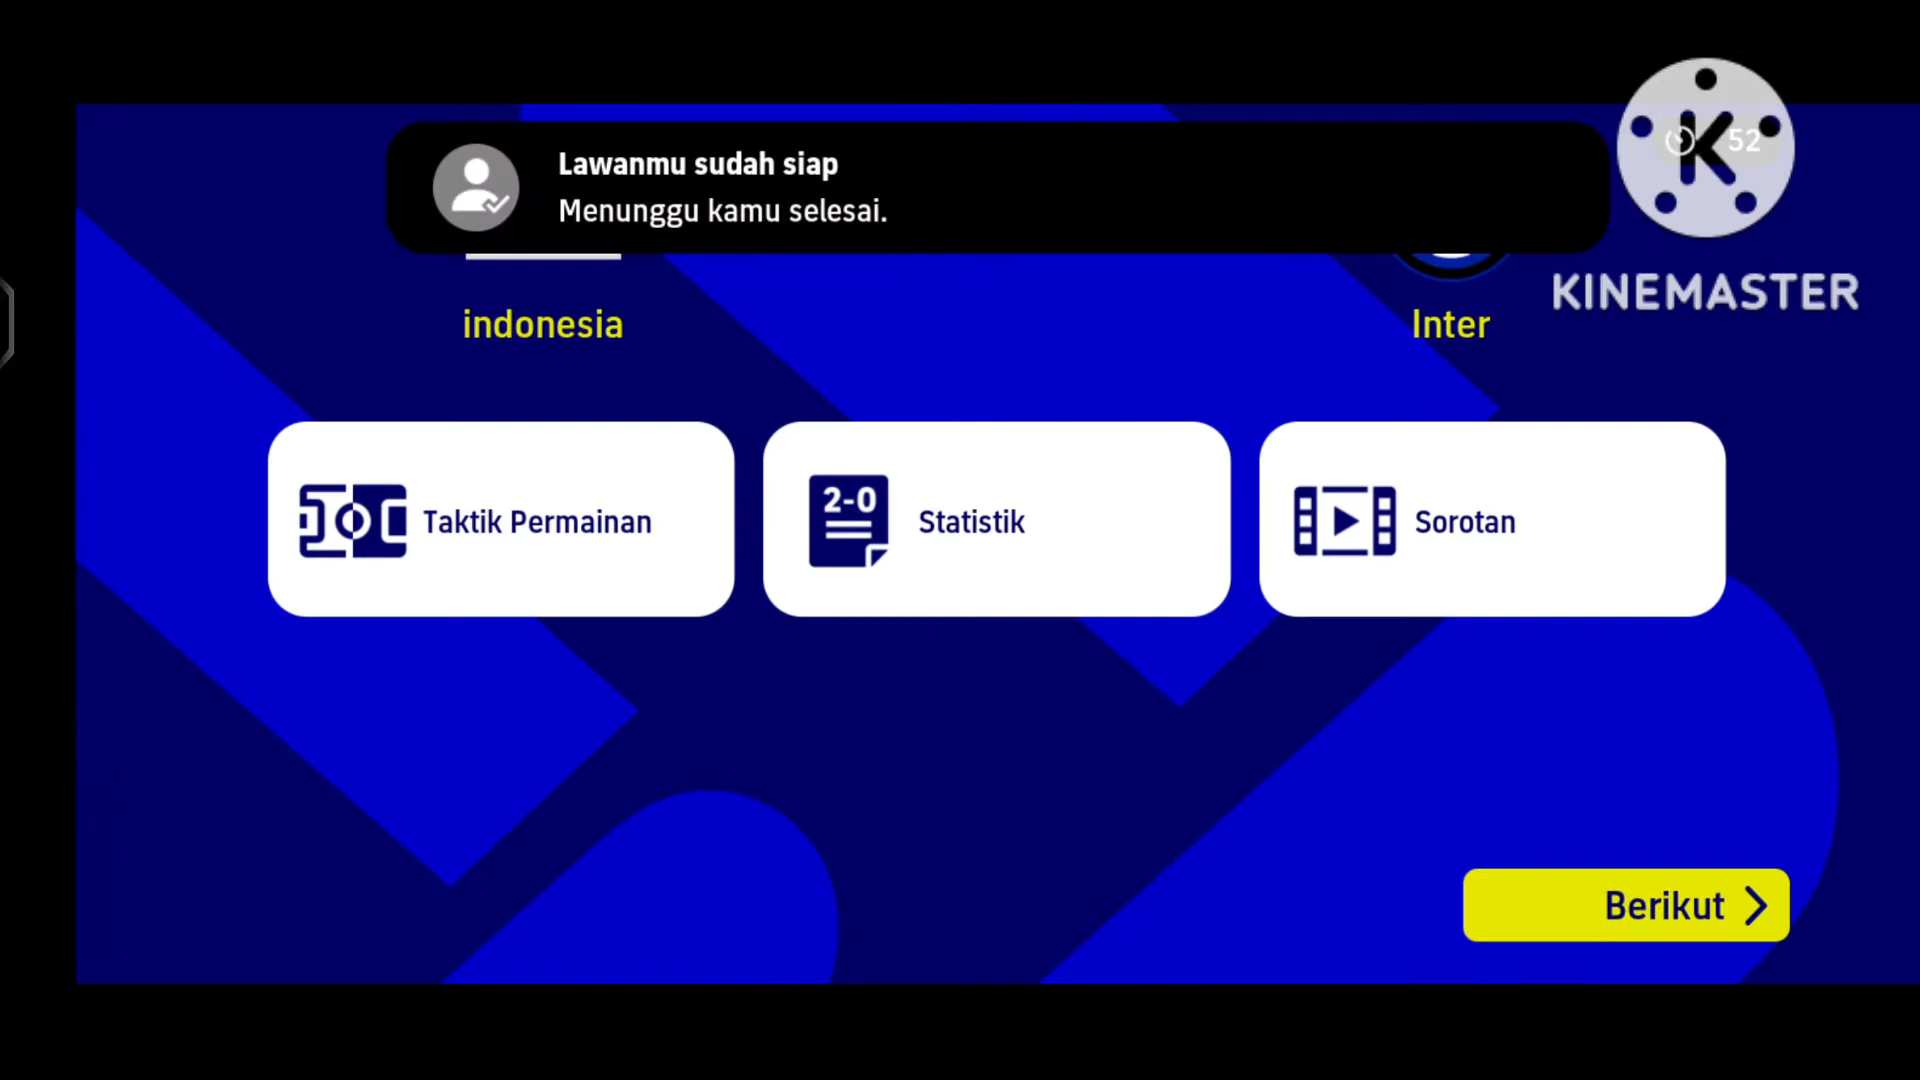 Lawanmu sudah siap
Menunggu kamu selesai.
52
K
KINEMASTER
indonesia
Inter
Taktik Permainan
2-0
Statistik
Sorotan
Berikut